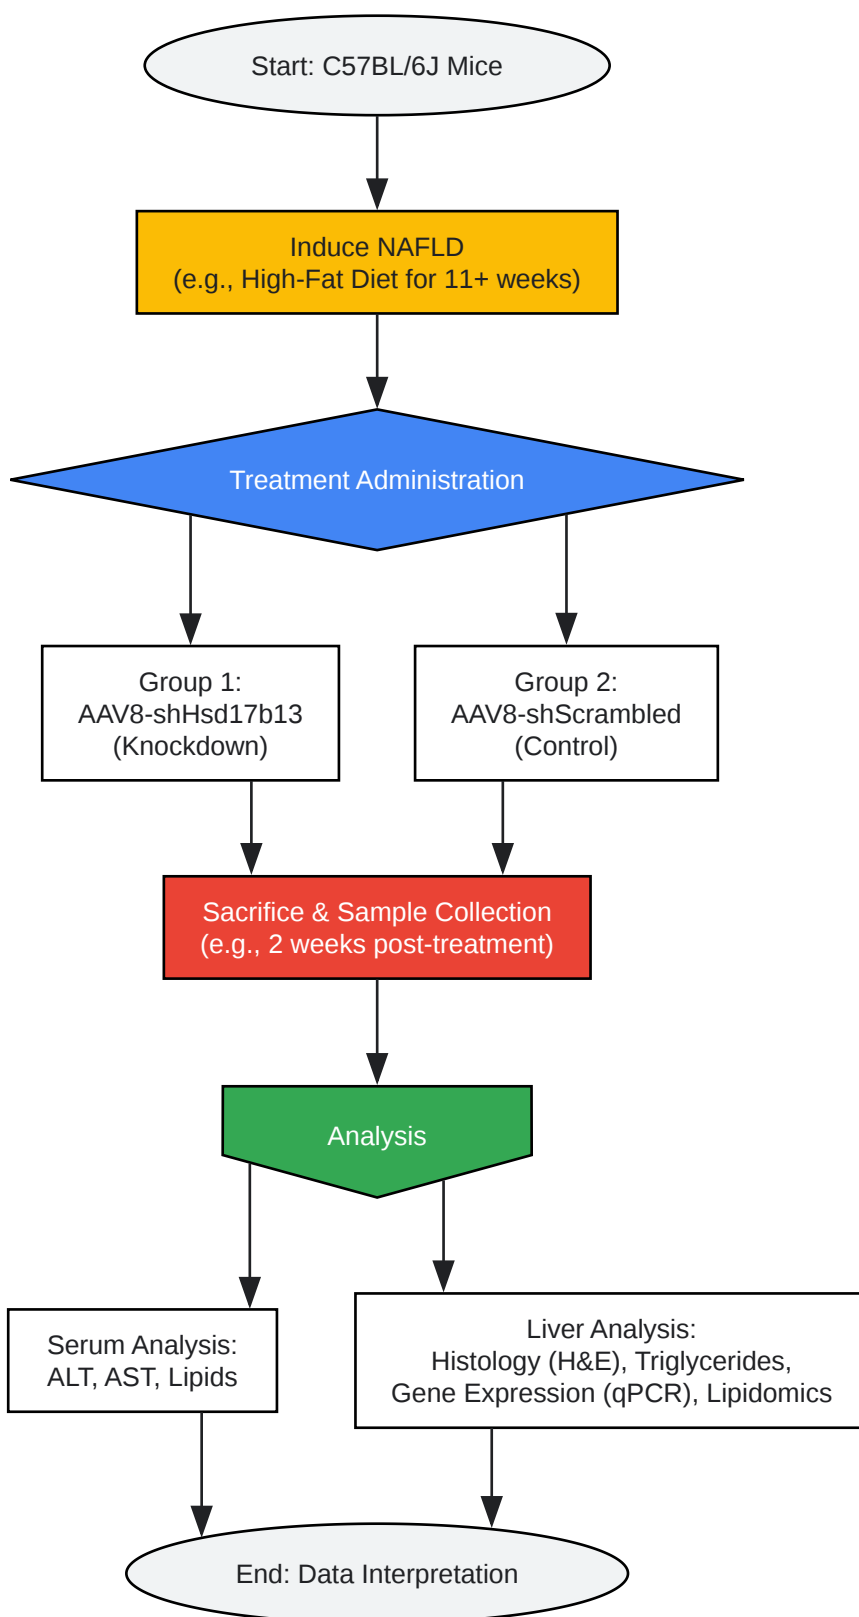 Start: C57BL/6J Mice
Induce NAFLD
(e.g., High-Fat Diet for 11+ weeks)
Treatment Administration
Group 1:
AAV8-shHsd17b13
(Knockdown)
Group 2:
AAV8-shScrambled
(Control)
Sacrifice & Sample Collection
(e.g., 2 weeks post-treatment)
Analysis
Serum Analysis:
ALT, AST, Lipids
Liver Analysis:
Histology (H&E), Triglycerides,
Gene Expression (qPCR), Lipidomics
End: Data Interpretation